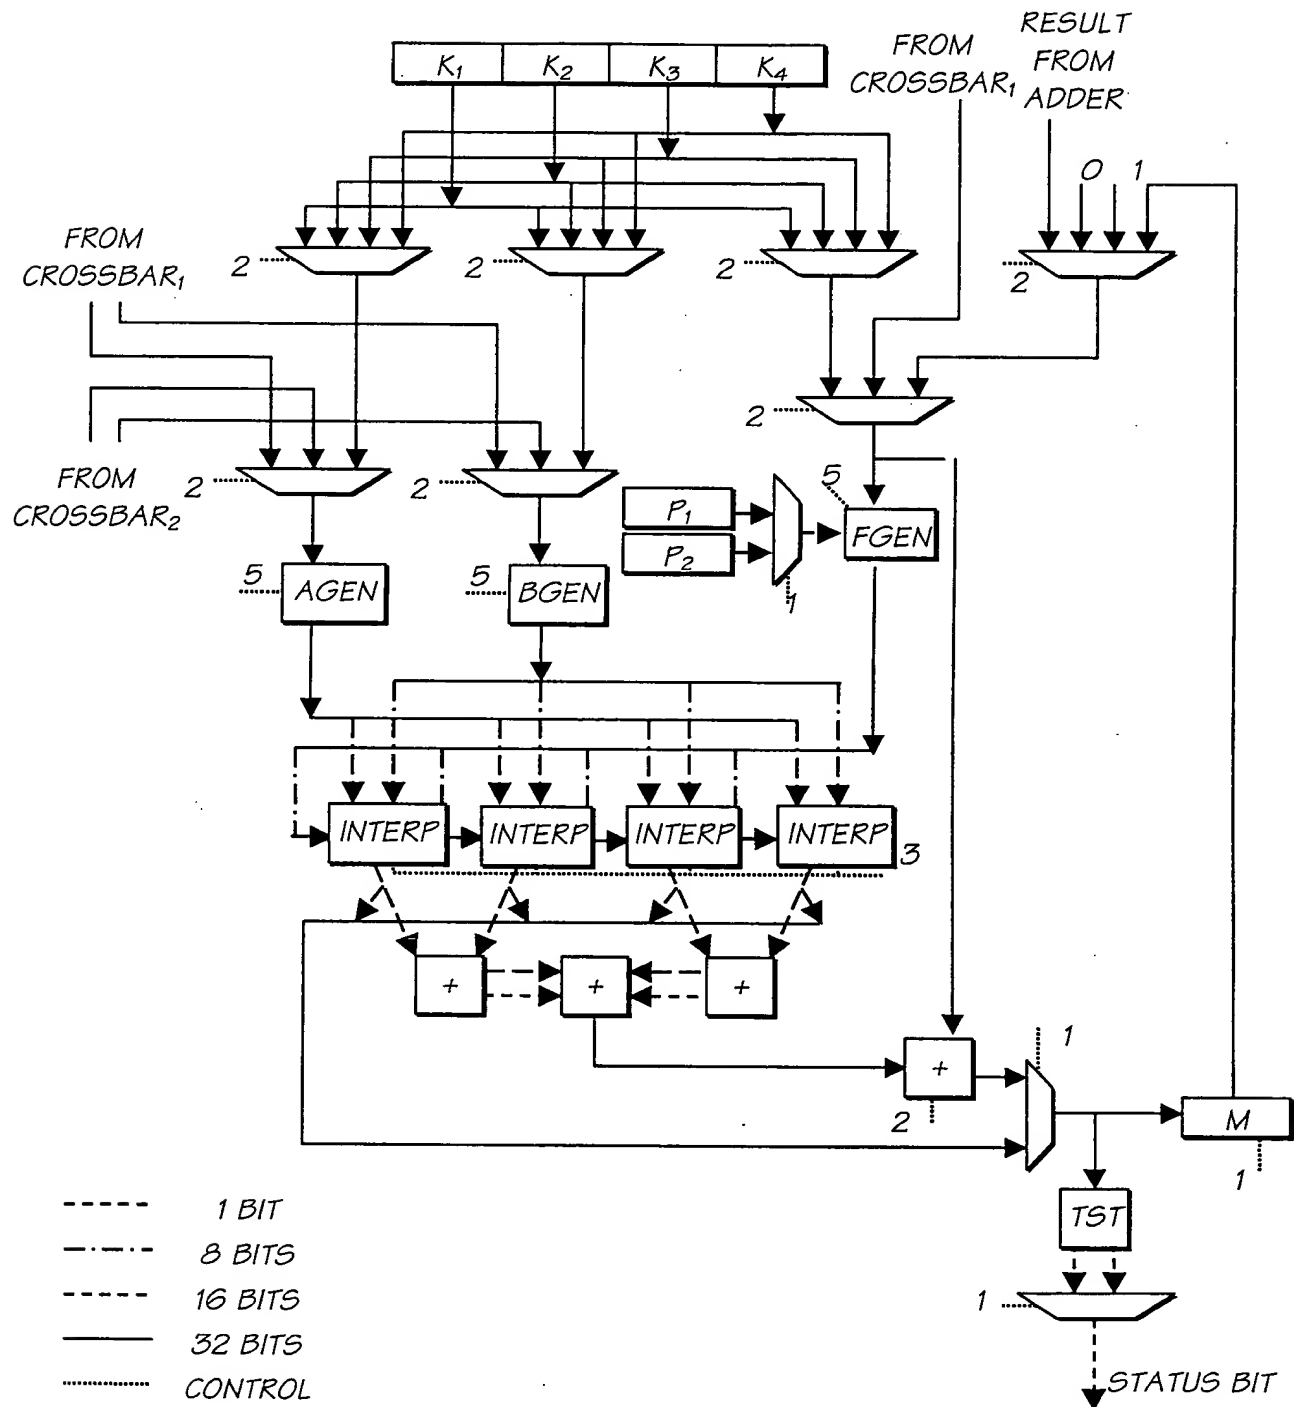 RESULT
FROM
ADDER
FROM
CROSSBAR1
K1 K2 K3 K4
0 1
FROM
CROSSBAR1
2 2 2 2
2
FROM
CROSSBAR2
2 2
P1
P2
5
FGEN
1
5 AGEN
5 BGEN
INTERP INTERP INTERP INTERP
3
+ + +
1
+
2
M
1
TST
1
STATUS BIT
1 BIT
8 BITS
16 BITS
32 BITS
CONTROL